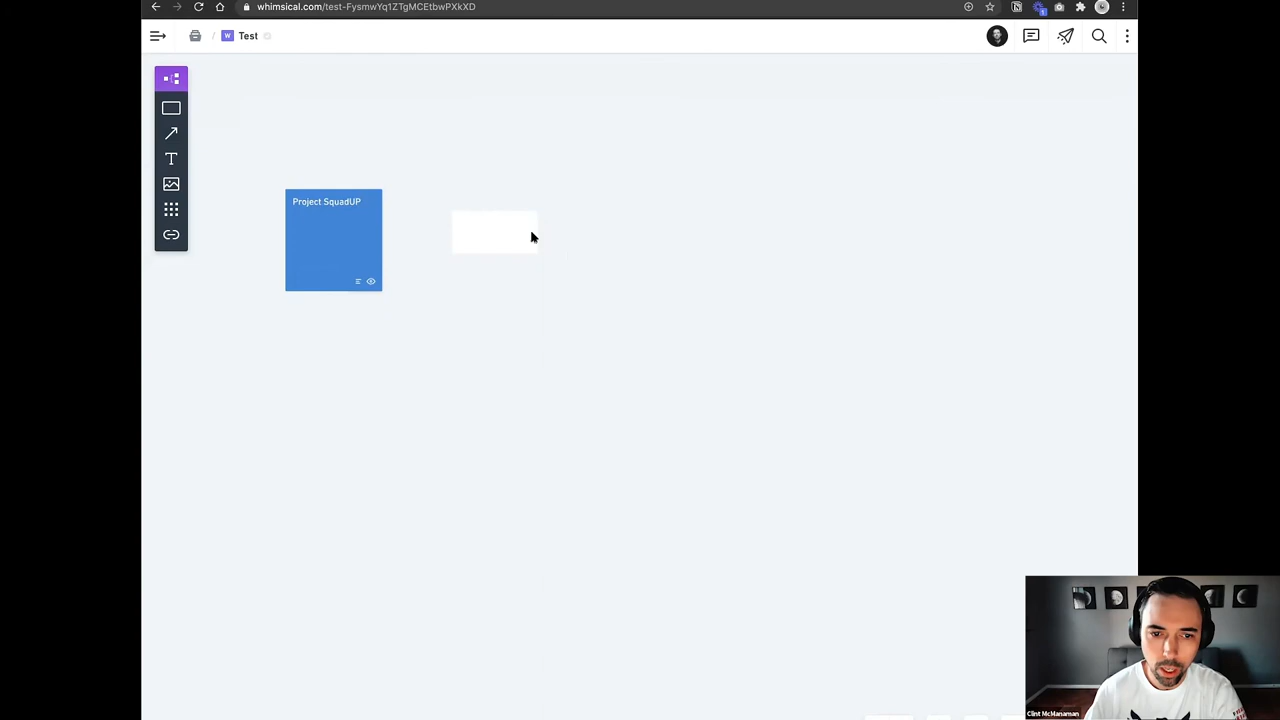 whimsical.com/test-FysmwYq1ZTgMCEtbwPXkXD
/ W Test
T
Project SquadUP
Clint McManaman